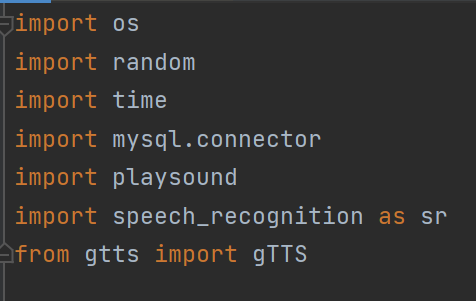 import os
import random
import time
import mysql.connector
import playsound
import speech_recognition as sr
from gtts import gTTS